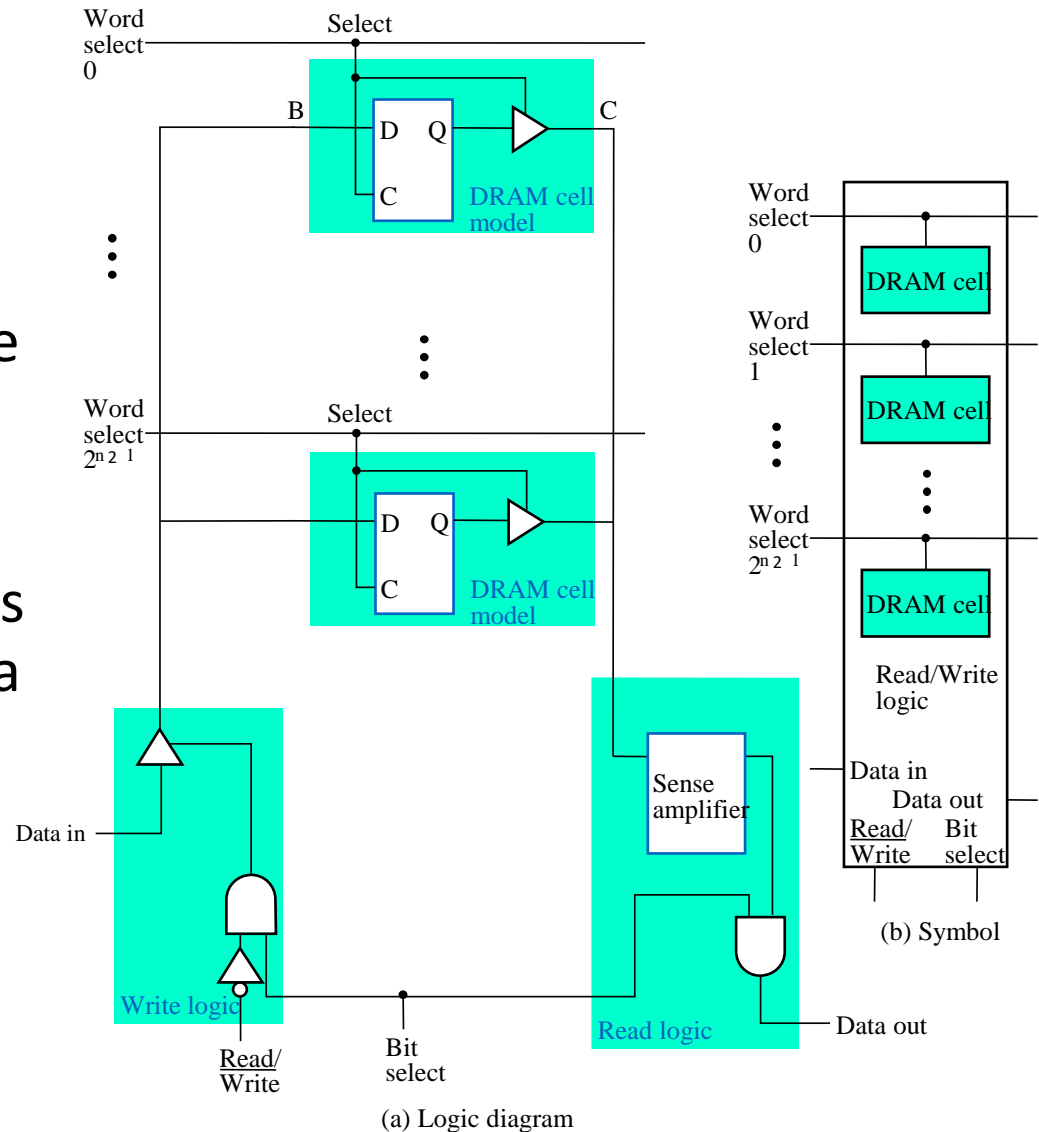 Word
select
0
Select
B
D Q
C
C
DRAM cell
model
e
Word
select
2ⁿ ² ¹
Select
D Q
C
DRAM cell
model
s
a
Data in
Write logic
Read/
Write
Bit
select
Sense
amplifier
Read logic
Data out
(a) Logic diagram
Word
select
0
DRAM cell
Word
select
1
DRAM cell
Word
select
2ⁿ ² ¹
DRAM cell
Read/Write
logic
Data in
Data out
Read/ Bit
Write select
(b) Symbol